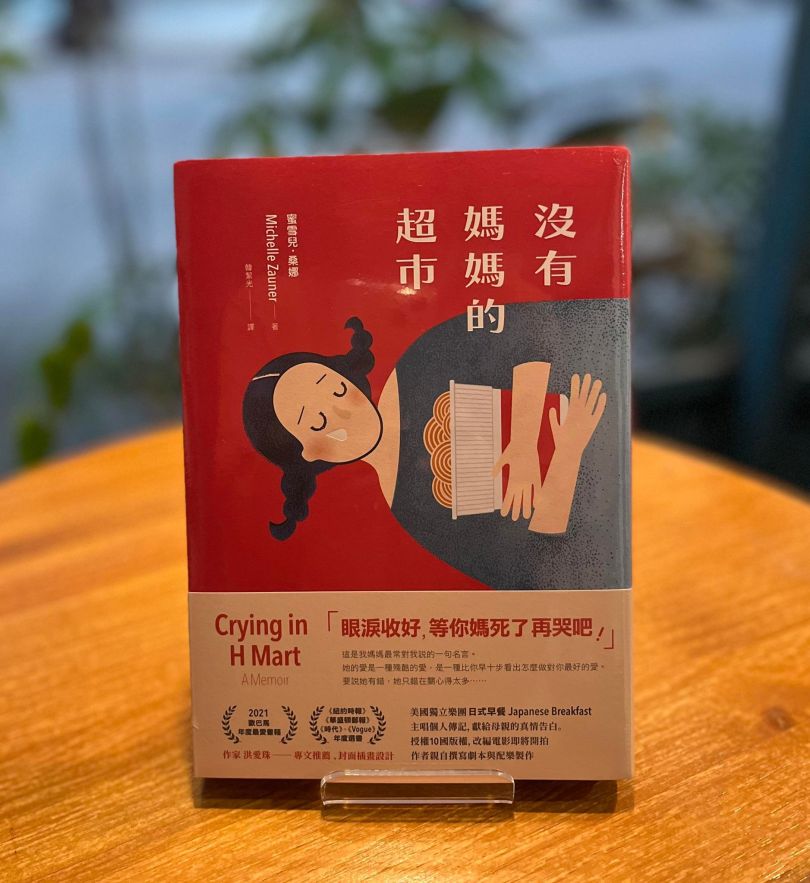 沒有
媽媽的
超市
蜜雪兒·桑娜
Michelle Zauner —— 著
韓絜光 —— 譯
Crying in
H Mart
A Memoir
「眼淚收好, 等你媽死了再哭吧!」
這是我媽媽最常對我說的一句名言。
她的愛是一種殘酷的愛，是一種比你早十步看出怎麼做對你最好的愛。
要說她有錯，她只錯在關心得太多⋯⋯
2021
歐巴馬
年度最愛書籍
《紐約時報》
《華盛頓郵報》
《時代》、《Vogue》
年度選書
作家 洪愛珠——專文推薦、封面插畫設計
美國獨立樂團 日式早餐 Japanese Breakfast
主唱個人傳記，獻給母親的真情告白。
授權10國版權，改編電影即將開拍
作者親自撰寫劇本與配樂製作